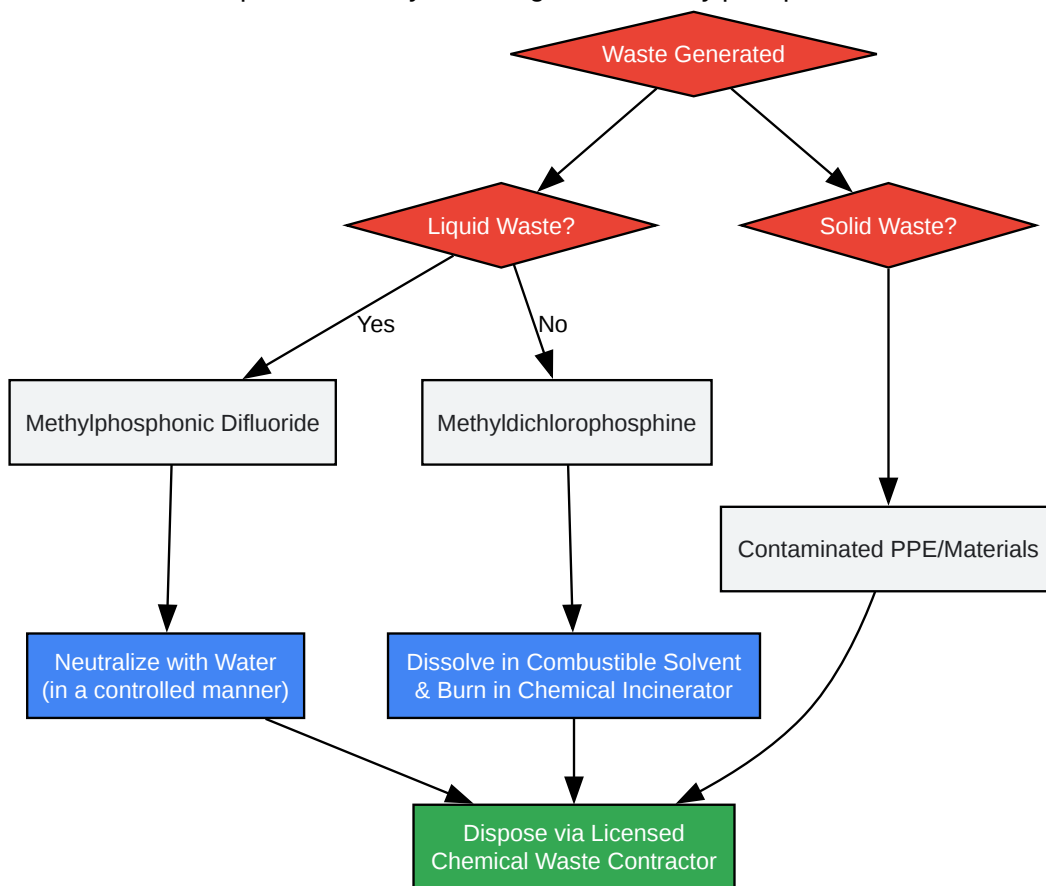 Waste Generated
Liquid Waste?
Solid Waste?
Yes
No
Methylphosphonic Difluoride
Methyldichlorophosphine
Contaminated PPE/Materials
Neutralize with Water
(in a controlled manner)
Dissolve in Combustible Solvent
& Burn in Chemical Incinerator
Dispose via Licensed
Chemical Waste Contractor